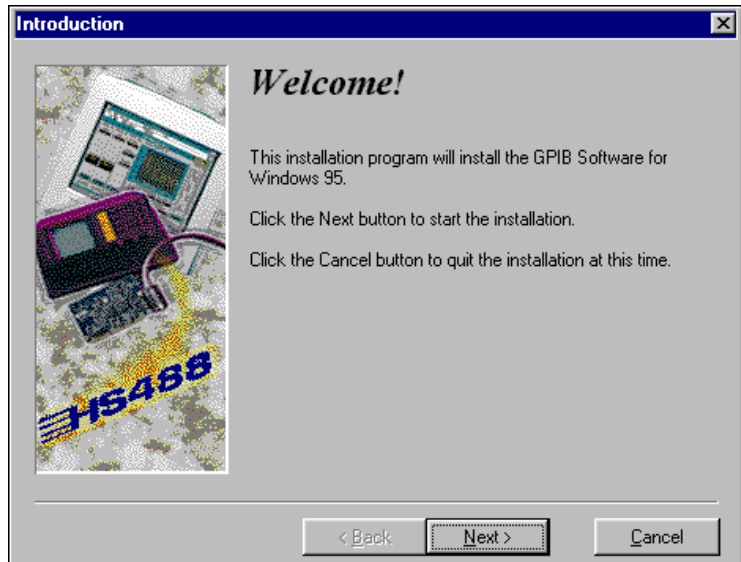 Introduction
Welcome!
This installation program will install the GPIB Software for
Windows 95.
Click the Next button to start the installation.
Click the Cancel button to quit the installation at this time.
HS488
< Back
Next >
Cancel